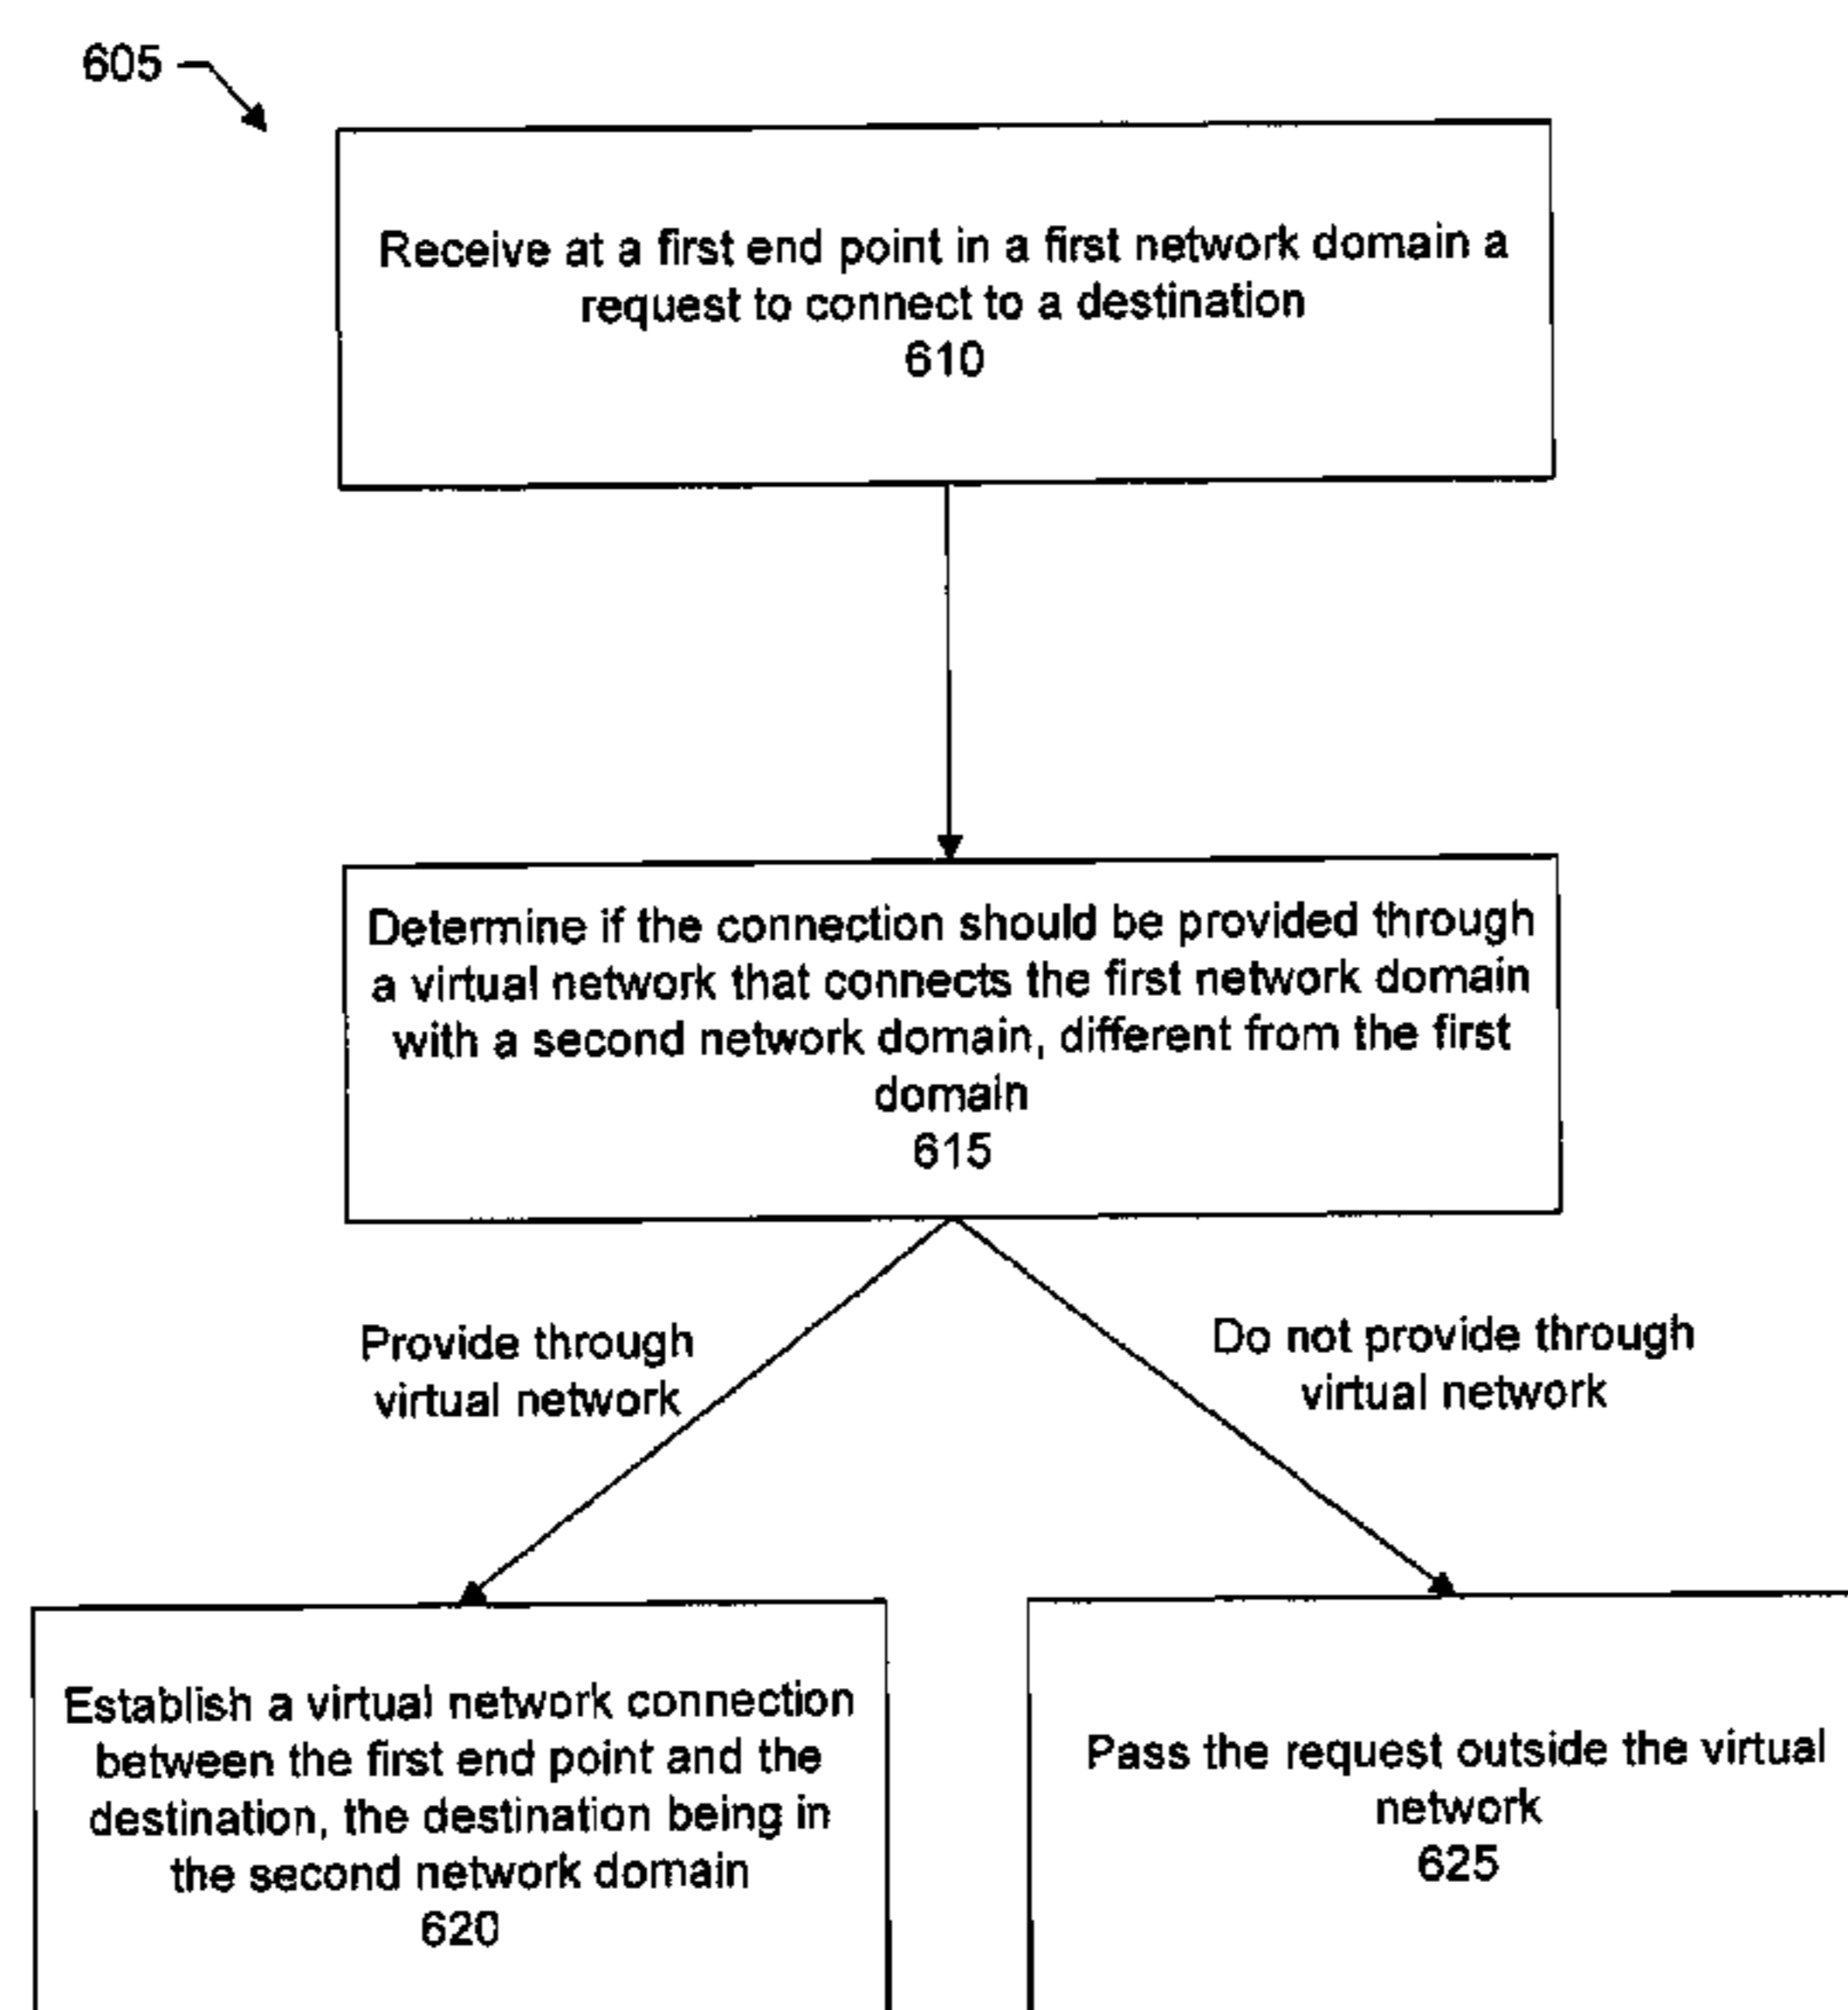 605
Receive at a first end point in a first network domain a
request to connect to a destination
610
Determine if the connection should be provided through
a virtual network that connects the first network domain
with a second network domain, different from the first
domain
615
Provide through
virtual network
Do not provide through
virtual network
Establish a virtual network connection
between the first end point and the
destination, the destination being in
the second network domain
620
Pass the request outside the virtual
network
625